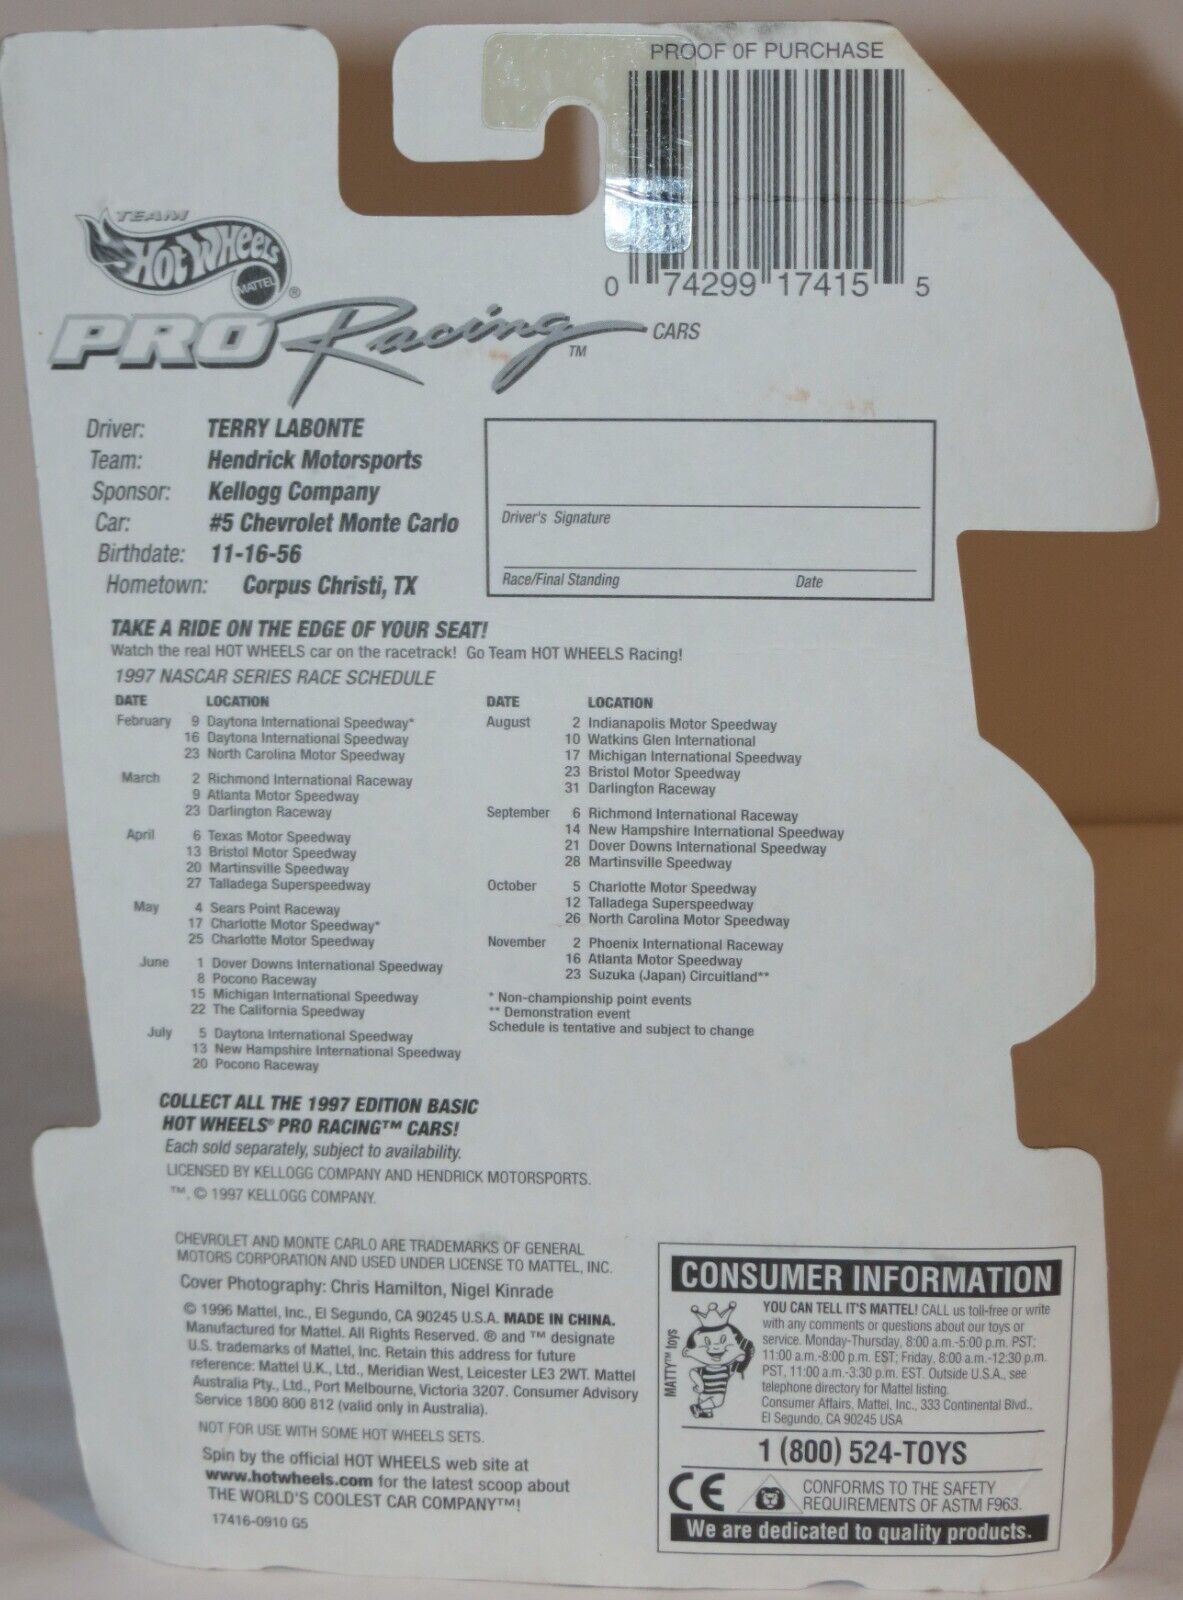 PROOF OF PURCHASE
0 74299 17415 5
TEAM
HOT WHEELS
MATTEL ®
PRO Racing™ CARS
Driver: TERRY LABONTE
Team: Hendrick Motorsports
Sponsor: Kellogg Company
Car: #5 Chevrolet Monte Carlo
Birthdate: 11-16-56
Hometown: Corpus Christi, TX
Driver's Signature
Race/Final Standing Date
TAKE A RIDE ON THE EDGE OF YOUR SEAT!
Watch the real HOT WHEELS car on the racetrack! Go Team HOT WHEELS Racing!
1997 NASCAR SERIES RACE SCHEDULE
DATE LOCATION
February 9 Daytona International Speedway*
16 Daytona International Speedway
23 North Carolina Motor Speedway
March 2 Richmond International Raceway
9 Atlanta Motor Speedway
23 Darlington Raceway
April 6 Texas Motor Speedway
13 Bristol Motor Speedway
20 Martinsville Speedway
27 Talladega Superspeedway
May 4 Sears Point Raceway
17 Charlotte Motor Speedway*
25 Charlotte Motor Speedway
June 1 Dover Downs International Speedway
8 Pocono Raceway
15 Michigan International Speedway
22 The California Speedway
July 5 Daytona International Speedway
13 New Hampshire International Speedway
20 Pocono Raceway
DATE LOCATION
August 2 Indianapolis Motor Speedway
10 Watkins Glen International
17 Michigan International Speedway
23 Bristol Motor Speedway
31 Darlington Raceway
September 6 Richmond International Raceway
14 New Hampshire International Speedway
21 Dover Downs International Speedway
28 Martinsville Speedway
October 5 Charlotte Motor Speedway
12 Talladega Superspeedway
26 North Carolina Motor Speedway
November 2 Phoenix International Raceway
16 Atlanta Motor Speedway
23 Suzuka (Japan) Circuitland**
* Non-championship point events
** Demonstration event
Schedule is tentative and subject to change
COLLECT ALL THE 1997 EDITION BASIC
HOT WHEELS® PRO RACING™ CARS!
Each sold separately, subject to availability.
LICENSED BY KELLOGG COMPANY AND HENDRICK MOTORSPORTS.
™, © 1997 KELLOGG COMPANY.
CHEVROLET AND MONTE CARLO ARE TRADEMARKS OF GENERAL
MOTORS CORPORATION AND USED UNDER LICENSE TO MATTEL, INC.
Cover Photography: Chris Hamilton, Nigel Kinrade
© 1996 Mattel, Inc., El Segundo, CA 90245 U.S.A. MADE IN CHINA.
Manufactured for Mattel. All Rights Reserved. ® and ™ designate
U.S. trademarks of Mattel, Inc. Retain this address for future
reference: Mattel U.K., Ltd., Meridian West, Leicester LE3 2WT. Mattel
Australia Pty., Ltd., Port Melbourne, Victoria 3207. Consumer Advisory
Service 1800 800 812 (valid only in Australia).
NOT FOR USE WITH SOME HOT WHEELS SETS.
Spin by the official HOT WHEELS web site at
www.hotwheels.com for the latest scoop about
THE WORLD'S COOLEST CAR COMPANY™!
17416-0910 G5
CONSUMER INFORMATION
MATTY™ toys
YOU CAN TELL IT'S MATTEL! CALL us toll-free or write
with any comments or questions about our toys or
service. Monday-Thursday, 8:00 a.m.-5:00 p.m. PST;
11:00 a.m.-8:00 p.m. EST; Friday, 8:00 a.m.-12:30 p.m.
PST, 11:00 a.m.-3:30 p.m. EST. Outside U.S.A., see
telephone directory for Mattel listing.
Consumer Affairs, Mattel, Inc., 333 Continental Blvd.,
El Segundo, CA 90245 USA
1 (800) 524-TOYS
CE CONFORMS TO THE SAFETY
REQUIREMENTS OF ASTM F963.
We are dedicated to quality products.